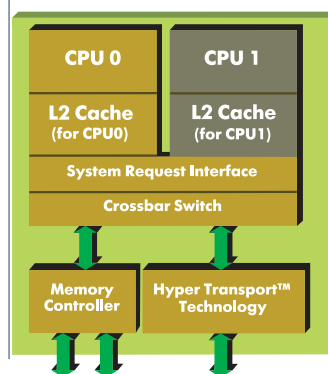 CPU 0
CPU 1
L2 Cache
(for CPU0)
L2 Cache
(for CPU1)
System Request Interface
Crossbar Switch
Memory
Controller
Hyper Transport™
Technology